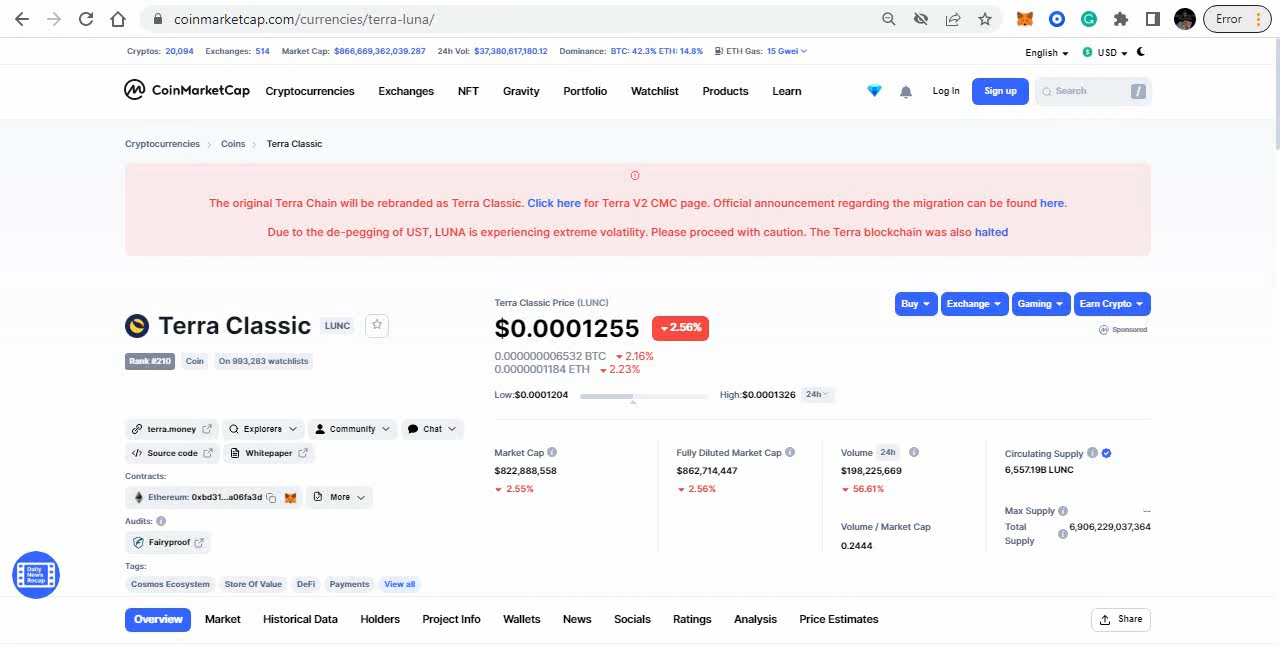 coinmarketcap.com/currencies/terra-luna/
Error
Cryptos: 20,094 Exchanges: 514 Market Cap: $866,669,362,039.287 24h Vol: $37,380,617,180.12 Dominance: BTC: 42.3% ETH: 14.8% ETH Gas: 15 Gwei
English USD
CoinMarketCap Cryptocurrencies Exchanges NFT Gravity Portfolio Watchlist Products Learn Log In Sign up Search /
Cryptocurrencies Coins Terra Classic
The original Terra Chain will be rebranded as Terra Classic. Click here for Terra V2 CMC page. Official announcement regarding the migration can be found here.
Due to the de-pegging of UST, LUNA is experiencing extreme volatility. Please proceed with caution. The Terra blockchain was also halted
Terra Classic LUNC
Rank #210 Coin On 993,283 watchlists
Terra Classic Price (LUNC)
$0.0001255 2.56%
0.000000006532 BTC 2.16%
0.0000001184 ETH 2.23%
Low:$0.0001204 High:$0.0001326 24h
Buy Exchange Gaming Earn Crypto
Sponsored
terra.money Explorers Community Chat
Source code Whitepaper
Contracts:
Ethereum: 0xbd31...a06fa3d More
Audits:
Fairyproof
Tags:
Cosmos Ecosystem Store Of Value DeFi Payments View all
Market Cap
$822,888,558
2.55%
Fully Diluted Market Cap
$862,714,447
2.56%
Volume 24h
$198,225,669
56.61%
Volume / Market Cap
0.2444
Circulating Supply
6,557.19B LUNC
Max Supply --
Total Supply 6,906,229,037,364
Daily
News
Recap
Overview Market Historical Data Holders Project Info Wallets News Socials Ratings Analysis Price Estimates Share